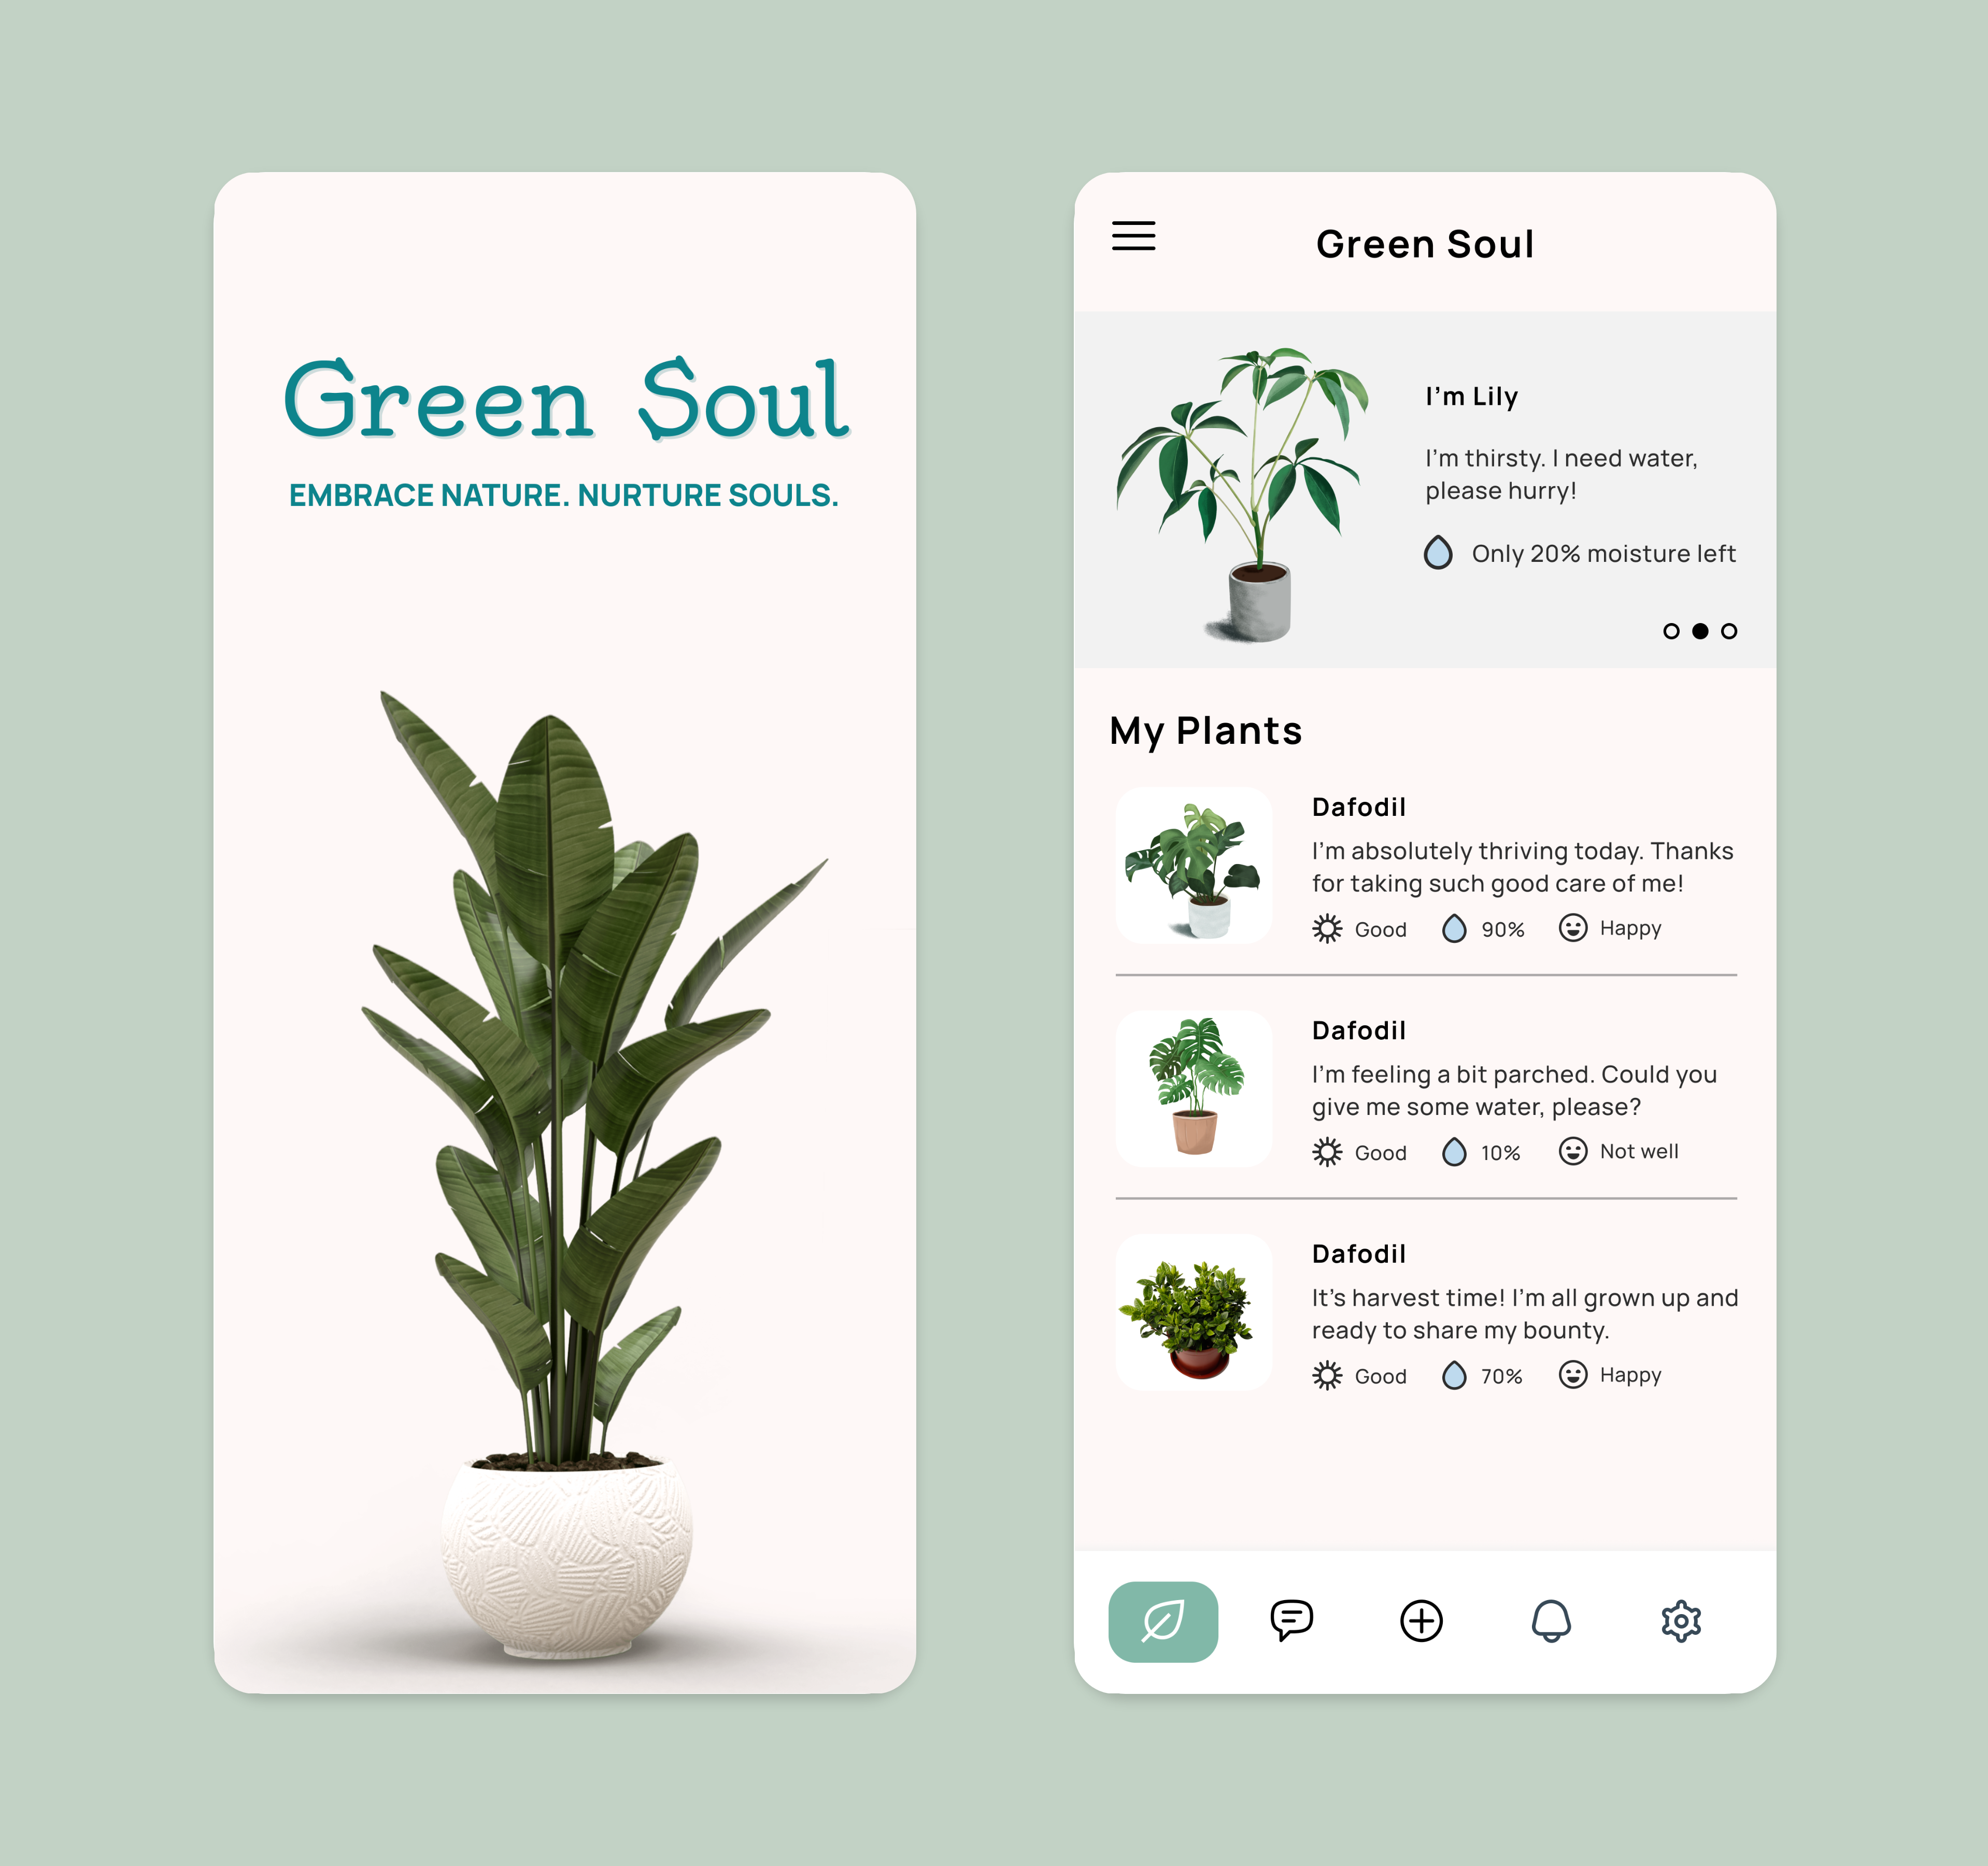 Green Soul
EMBRACE NATURE. NURTURE SOULS.
Green Soul
I'm Lily
I'm thirsty. I need water,
please hurry!
Only 20% moisture left
My Plants
Dafodil
I'm absolutely thriving today. Thanks
for taking such good care of me!
Good 90% Happy
Dafodil
I'm feeling a bit parched. Could you
give me some water, please?
Good 10% Not well
Dafodil
It's harvest time! I'm all grown up and
ready to share my bounty.
Good 70% Happy